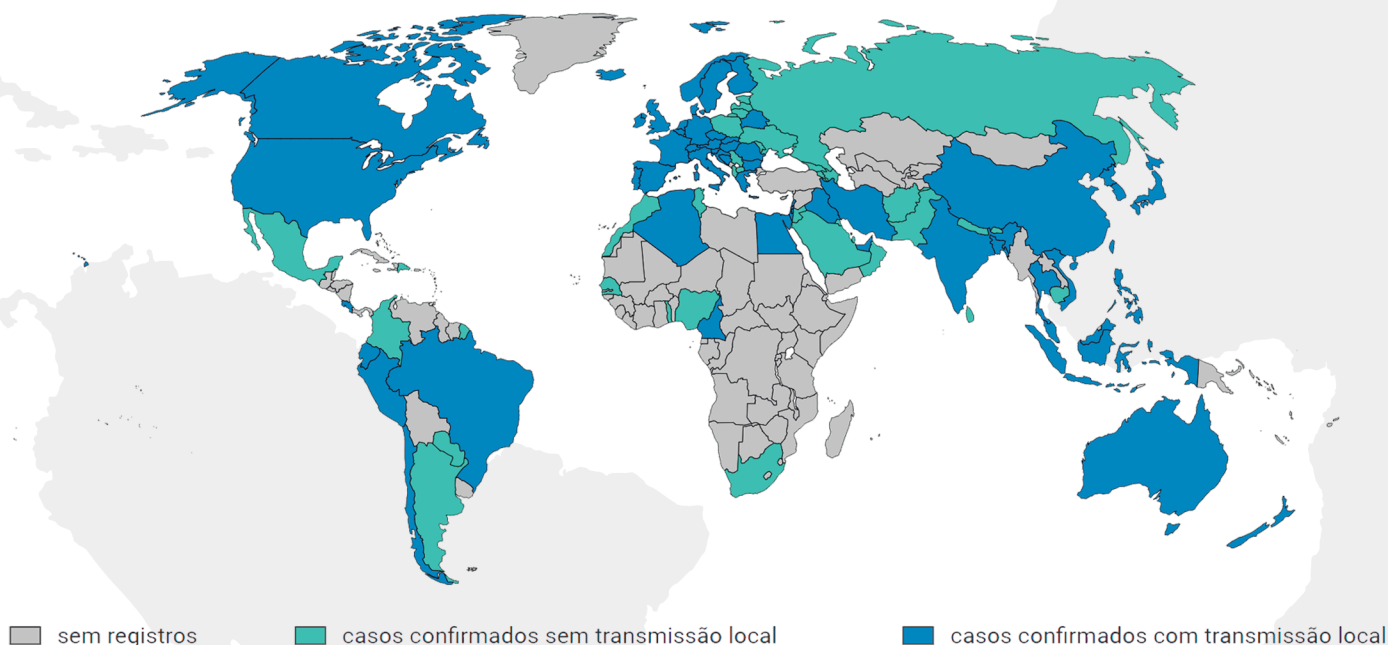 sem registros
casos confirmados sem transmissão local
casos confirmados com transmissão local